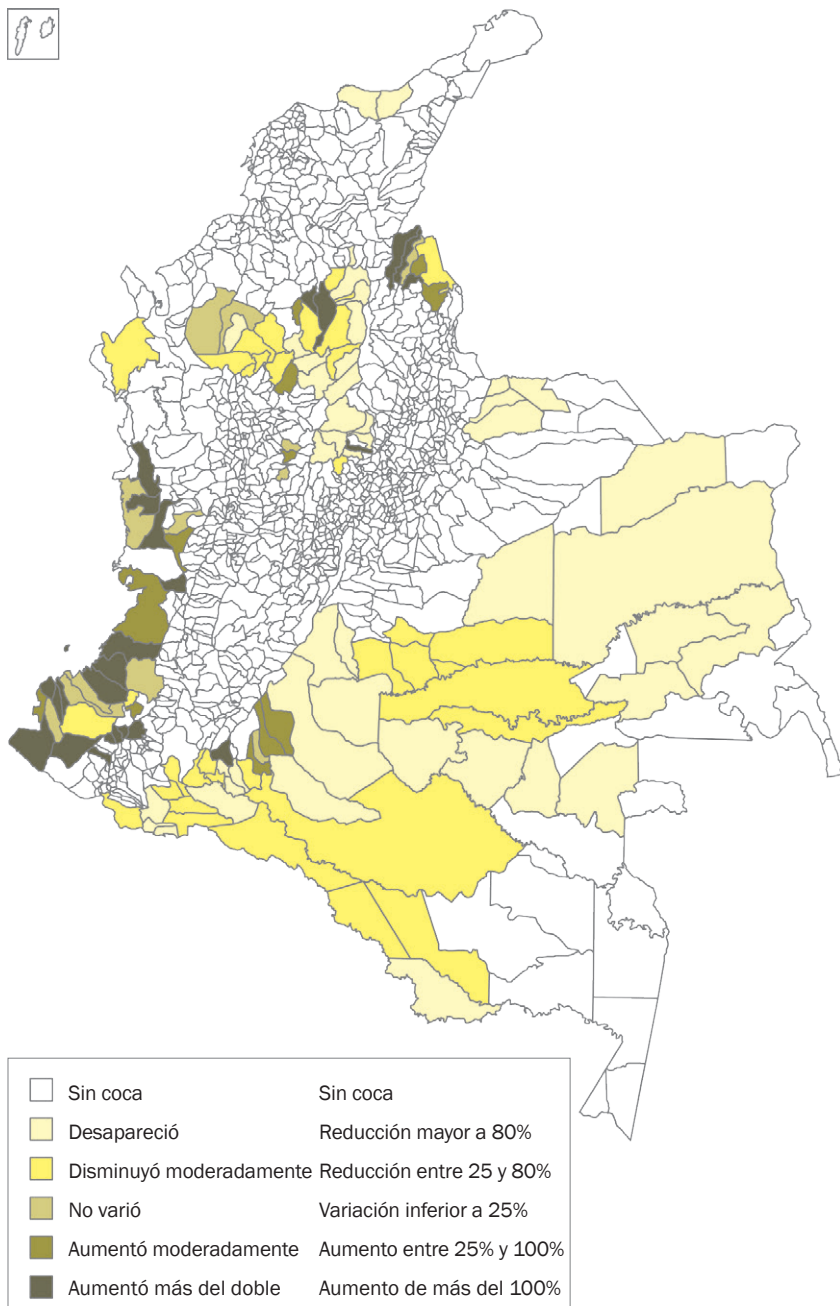 Sin coca Sin coca
Desapareció Reducción mayor a 80%
Disminuyó moderadamente Reducción entre 25 y 80%
No varió Variación inferior a 25%
Aumentó moderadamente Aumento entre 25% y 100%
Aumentó más del doble Aumento de más del 100%